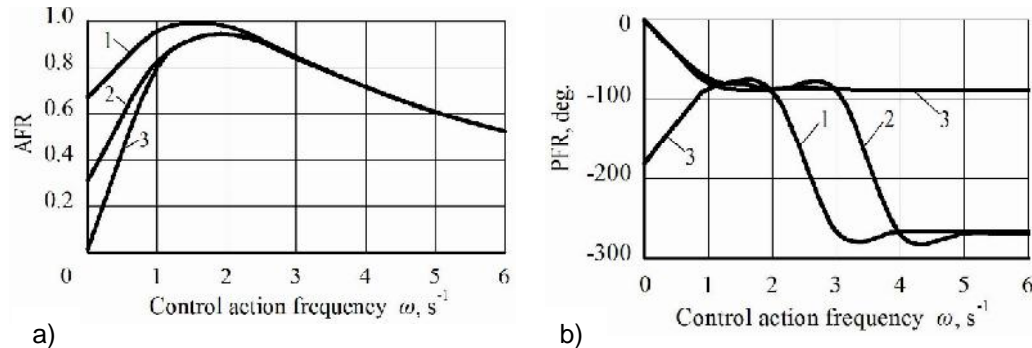 1.0
0.8
0.6
0.4
0.2
0
AFR
1
2
3
0 1 2 3 4 5 6
Control action frequency ω, s⁻¹
a)
0
-100
-200
-300
PFR, deg.
1
2
3
3
0 1 2 3 4 5 6
Control action frequency ω, s⁻¹
b)